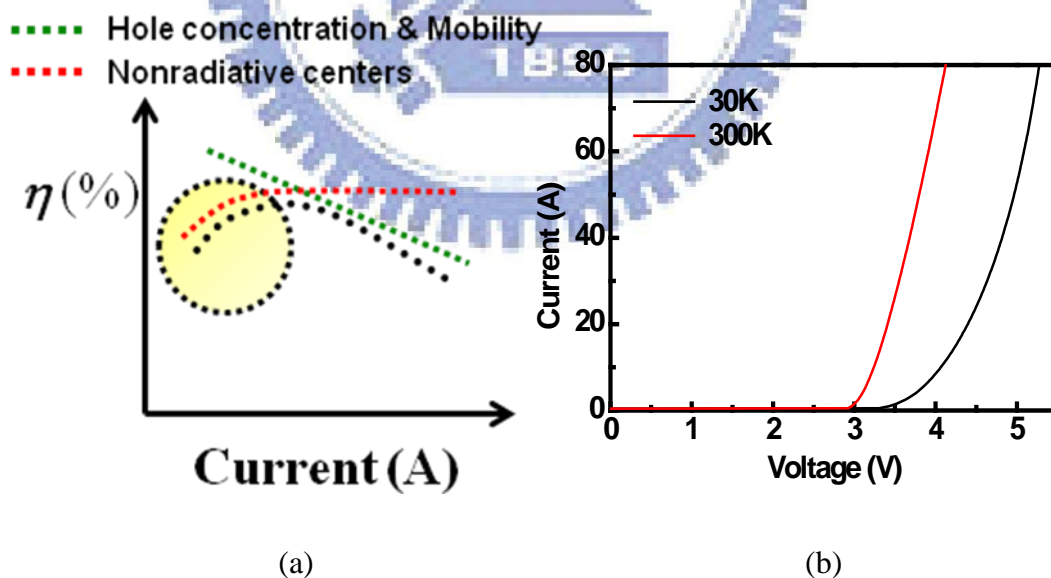 Hole concentration & Mobility
Nonradiative centers
η (%)
Current (A)
(a)
1896
80
60
40
20
0
Current (A)
30K
300K
0 1 2 3 4 5
Voltage (V)
(b)